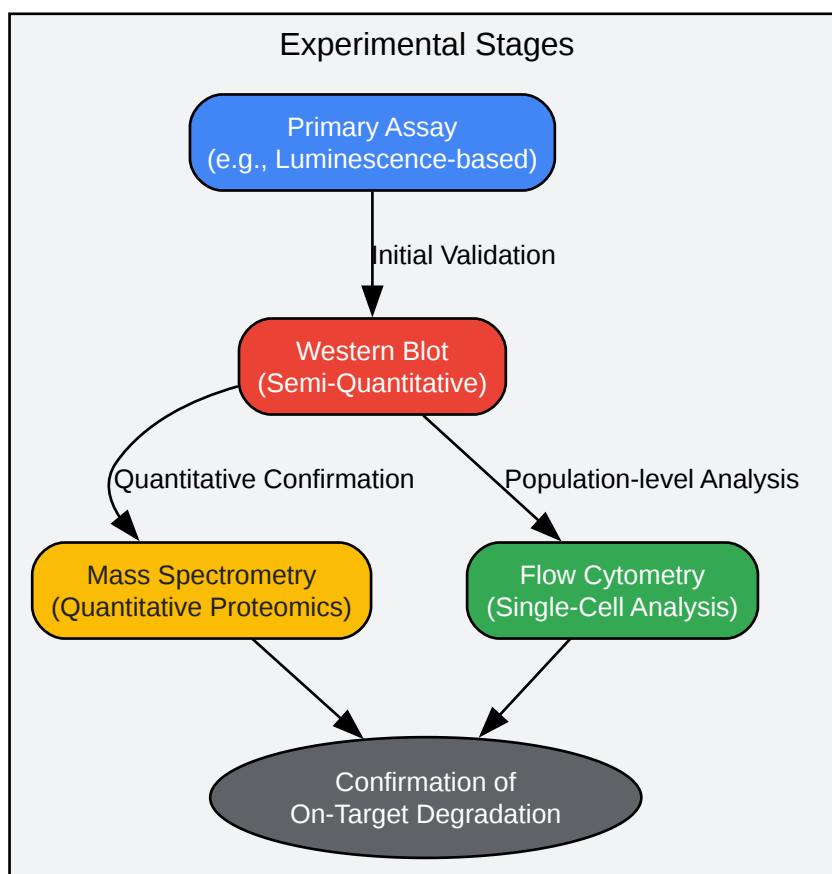 Experimental Stages
Primary Assay
(e.g., Luminescence-based)
Initial Validation
Western Blot
(Semi-Quantitative)
Quantitative Confirmation
Population-level Analysis
Mass Spectrometry
(Quantitative Proteomics)
Flow Cytometry
(Single-Cell Analysis)
Confirmation of
On-Target Degradation